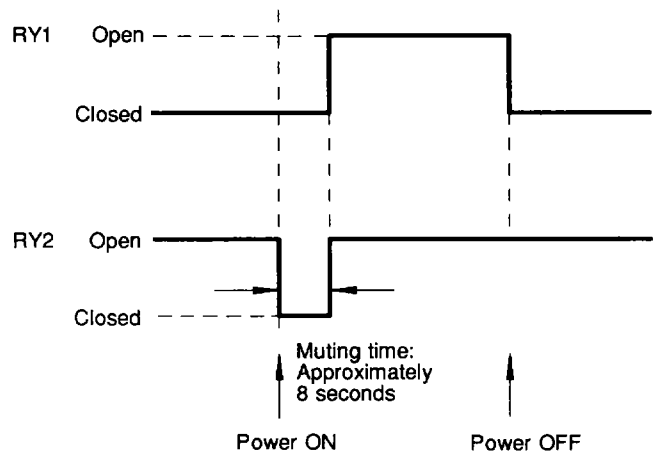 RY1 Open
Closed
RY2 Open
Closed
Muting time:
Approximately
8 seconds
Power ON
Power OFF